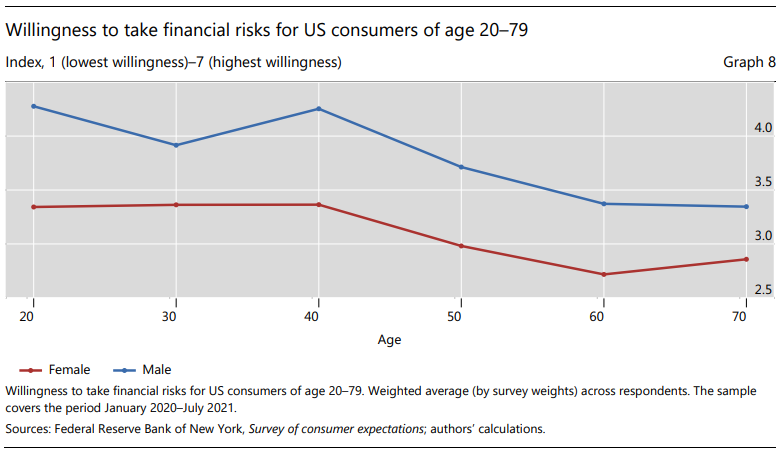 Willingness to take financial risks for US consumers of age 20–79
Index, 1 (lowest willingness)–7 (highest willingness) Graph 8
4.0
3.5
3.0
2.5
20 30 40 50 60 70
Age
Female Male
Willingness to take financial risks for US consumers of age 20–79. Weighted average (by survey weights) across respondents. The sample
covers the period January 2020–July 2021.
Sources: Federal Reserve Bank of New York, Survey of consumer expectations; authors’ calculations.